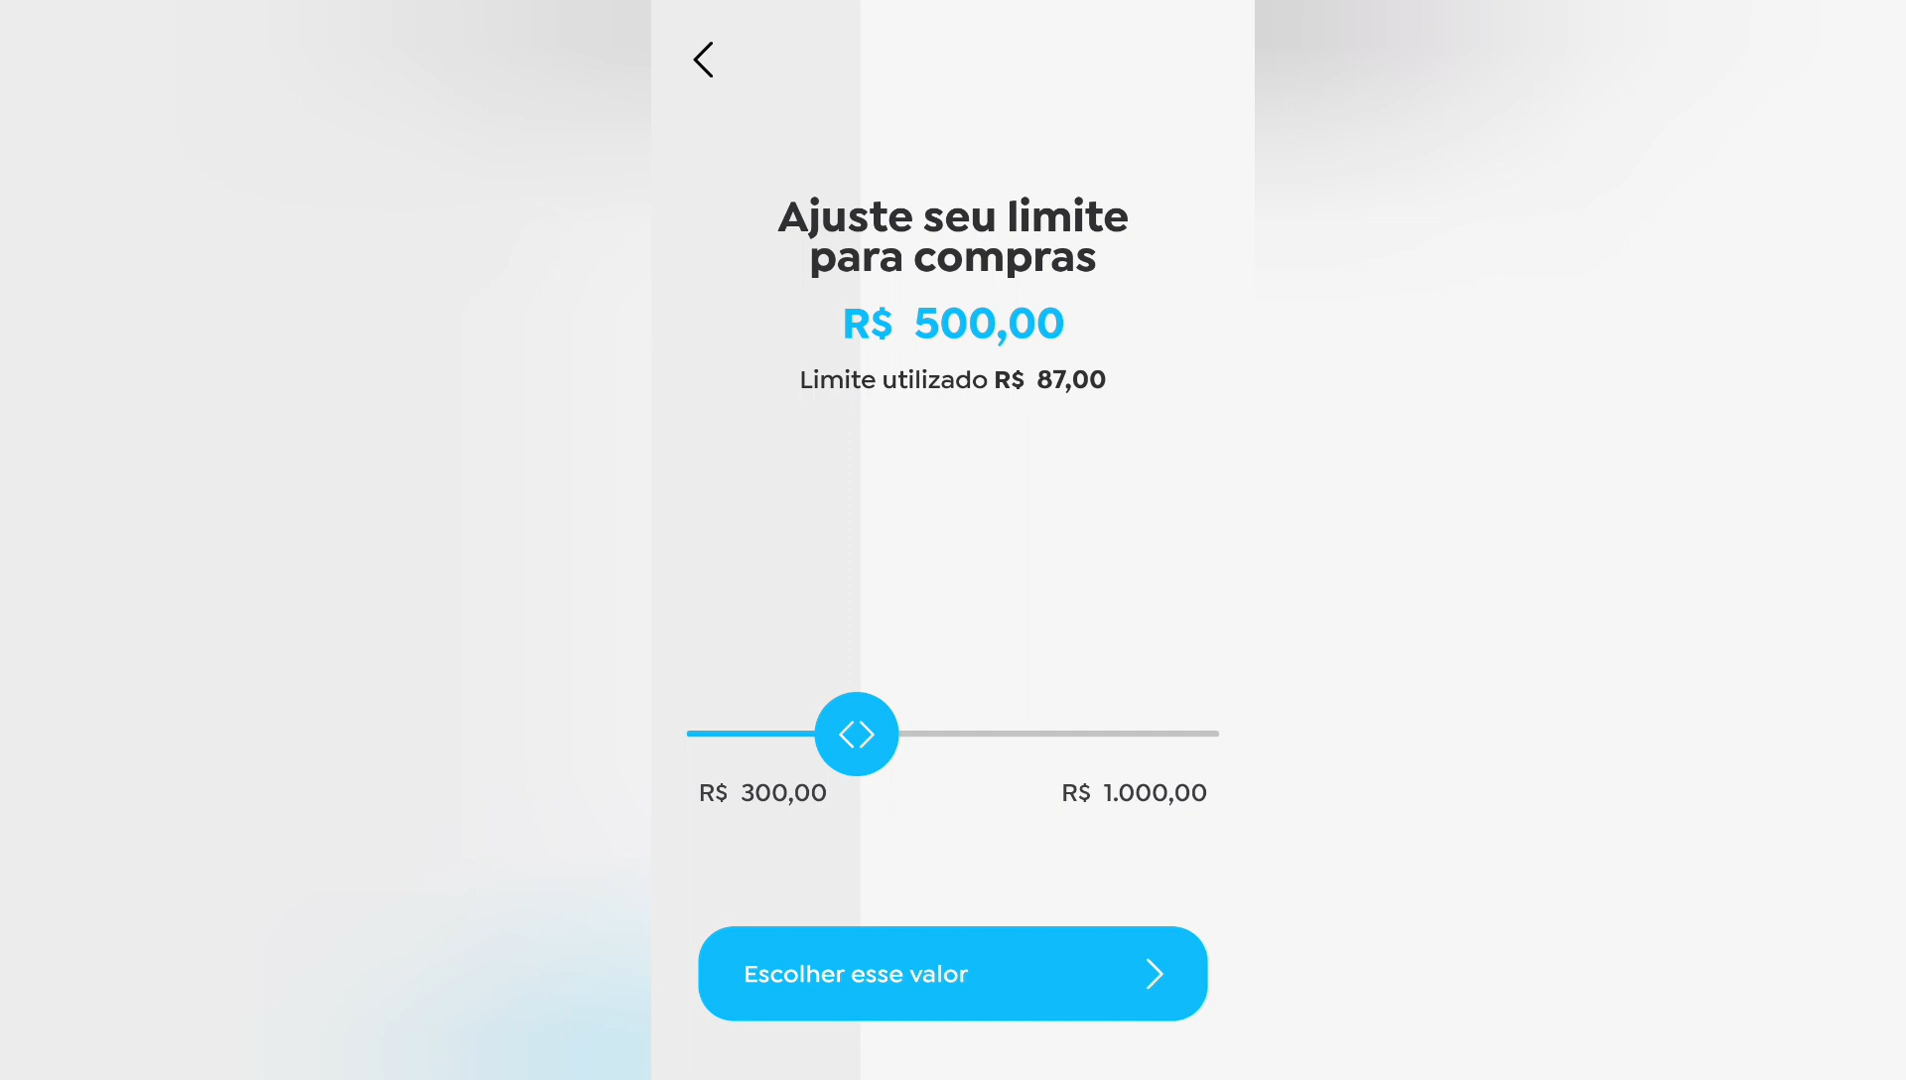 Ajuste seu limite
para compras
R$ 500,00
Limite utilizado R$ 87,00
R$ 300,00
R$ 1.000,00
Escolher esse valor